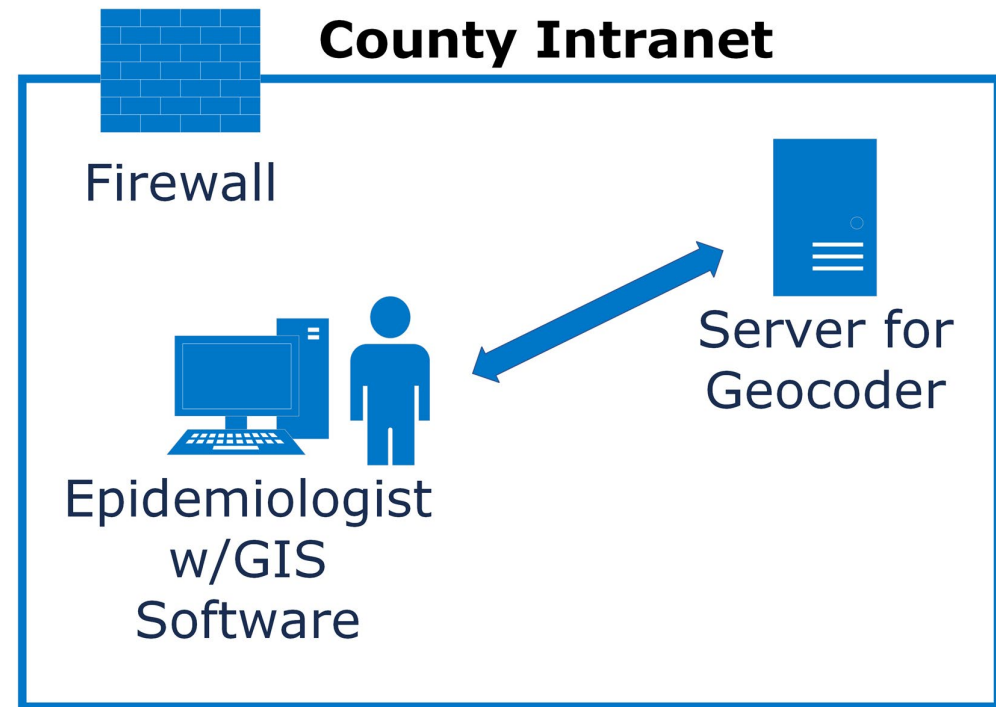 County Intranet
Firewall
Server for
Geocoder
Epidemiologist
w/GIS
Software